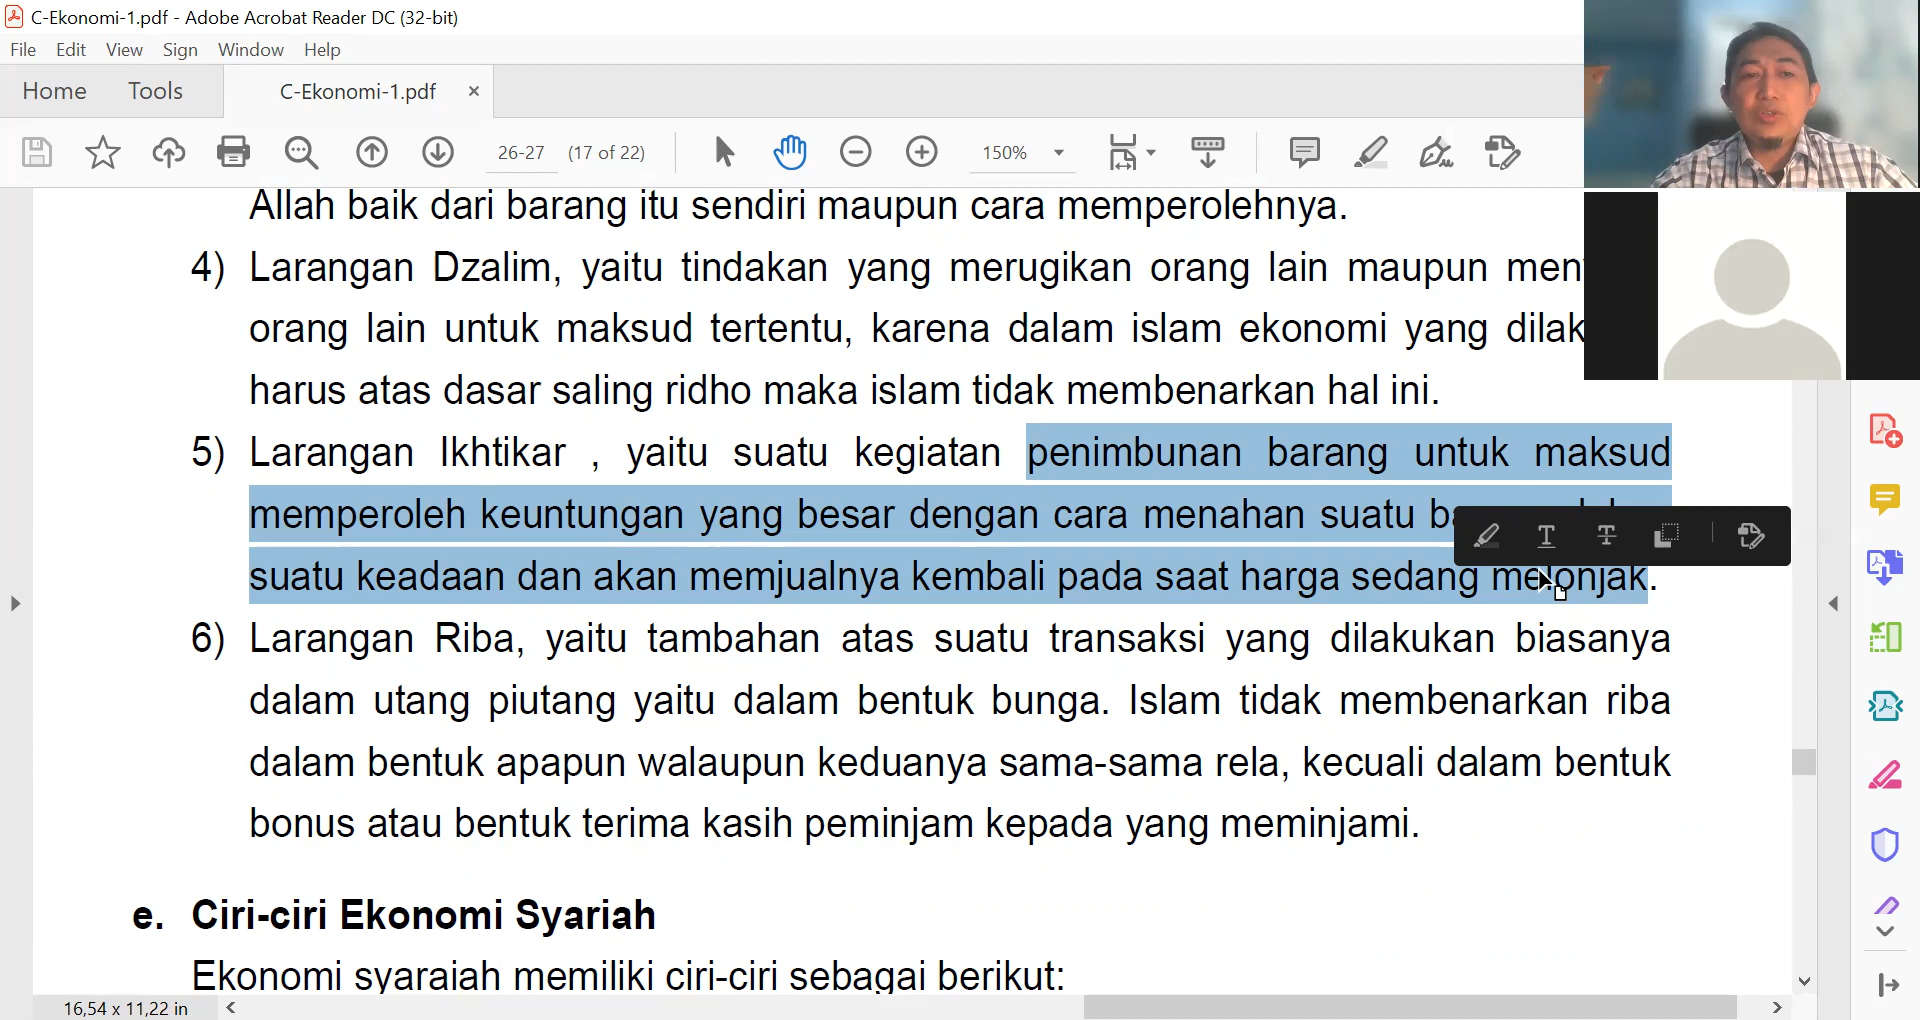 C-Ekonomi-1.pdf - Adobe Acrobat Reader DC (32-bit)
File Edit View Sign Window Help
Home Tools C-Ekonomi-1.pdf ×
26-27 (17 of 22) 150%
Allah baik dari barang itu sendiri maupun cara memperolehnya.
4) Larangan Dzalim, yaitu tindakan yang merugikan orang lain maupun
orang lain untuk maksud tertentu, karena dalam islam ekonomi yang
harus atas dasar saling ridho maka islam tidak membenarkan hal ini.
5) Larangan Ikhtikar , yaitu suatu kegiatan penimbunan barang untuk maksud
memperoleh keuntungan yang besar dengan cara menahan suatu
suatu keadaan dan akan memjualnya kembali pada saat harga sedang melonjak.
6) Larangan Riba, yaitu tambahan atas suatu transaksi yang dilakukan biasanya
dalam utang piutang yaitu dalam bentuk bunga. Islam tidak membenarkan riba
dalam bentuk apapun walaupun keduanya sama-sama rela, kecuali dalam bentuk
bonus atau bentuk terima kasih peminjam kepada yang meminjami.
e. Ciri-ciri Ekonomi Syariah
Ekonomi syaraiah memiliki ciri-ciri sebagai berikut:
16,54 x 11,22 in